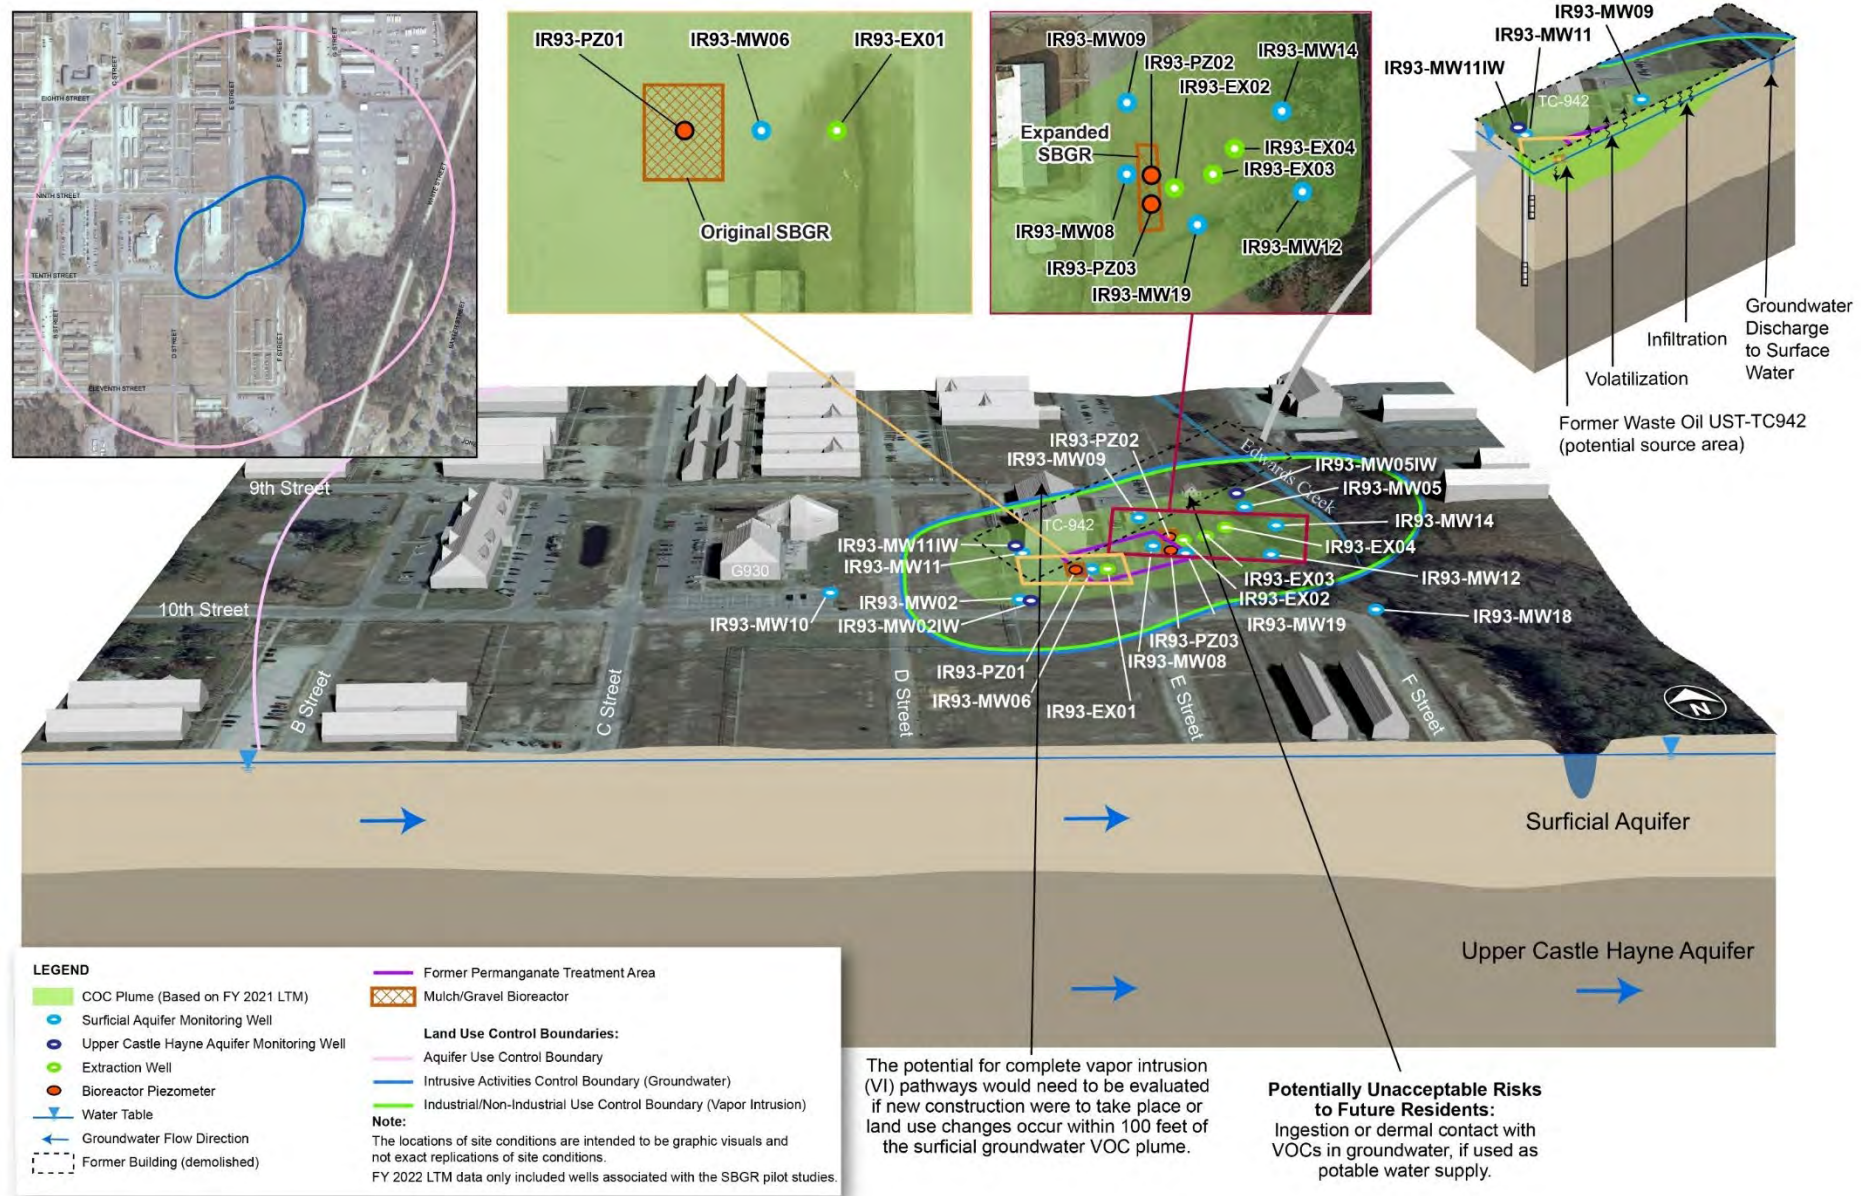 EIGHTH STREET
NINTH STREET
TENTH STREET
ELEVENTH STREET
D STREET
E STREET
F STREET
IR93-PZ01
IR93-MW06
IR93-EX01
Original SBGR
IR93-MW09
IR93-MW14
IR93-PZ02
IR93-EX02
Expanded
SBGR
IR93-EX04
IR93-EX03
IR93-MW08
IR93-MW12
IR93-PZ03
IR93-MW19
IR93-MW09
IR93-MW11
IR93-MW11IW
TC-942
Groundwater
Discharge
to Surface
Water
Infiltration
Volatilization
Former Waste Oil UST-TC942
(potential source area)
9th Street
10th Street
B Street
C Street
D Street
E Street
F Street
G930
TC-942
Edwards Creek
IR93-PZ02
IR93-MW09
IR93-MW05IW
IR93-MW05
IR93-MW14
IR93-EX04
IR93-MW12
IR93-EX03
IR93-EX02
IR93-MW19
IR93-MW18
IR93-MW11IW
IR93-MW11
IR93-MW02
IR93-MW02IW
IR93-MW10
IR93-PZ03
IR93-MW08
IR93-PZ01
IR93-MW06
IR93-EX01
N
Surficial Aquifer
Upper Castle Hayne Aquifer
LEGEND
COC Plume (Based on FY 2021 LTM)
Surficial Aquifer Monitoring Well
Upper Castle Hayne Aquifer Monitoring Well
Extraction Well
Bioreactor Piezometer
Water Table
Groundwater Flow Direction
Former Building (demolished)
Former Permanganate Treatment Area
Mulch/Gravel Bioreactor
Land Use Control Boundaries:
Aquifer Use Control Boundary
Intrusive Activities Control Boundary (Groundwater)
Industrial/Non-Industrial Use Control Boundary (Vapor Intrusion)
Note:
The locations of site conditions are intended to be graphic visuals and
not exact replications of site conditions.
FY 2022 LTM data only included wells associated with the SBGR pilot studies.
The potential for complete vapor intrusion
(VI) pathways would need to be evaluated
if new construction were to take place or
land use changes occur within 100 feet of
the surficial groundwater VOC plume.
Potentially Unacceptable Risks
to Future Residents:
Ingestion or dermal contact with
VOCs in groundwater, if used as
potable water supply.